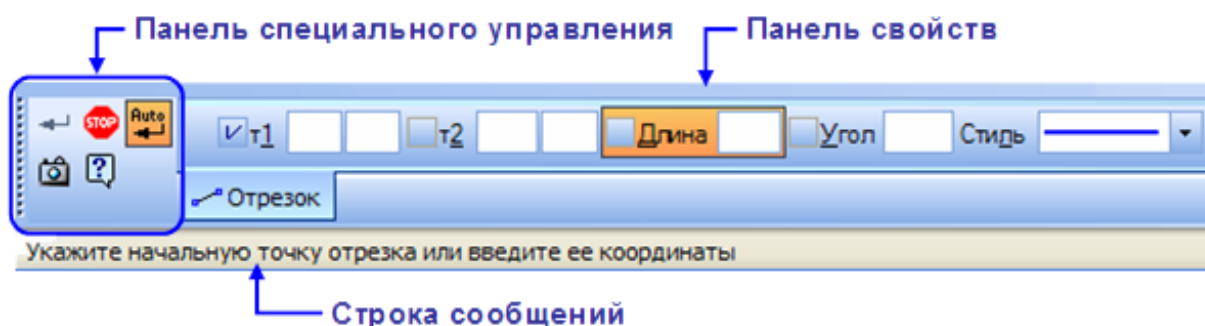 Панель специального управления Панель свойств
STOP Auto т1 т2 Длина Угол Стиль
?
Отрезок
Укажите начальную точку отрезка или введите ее координаты
Строка сообщений